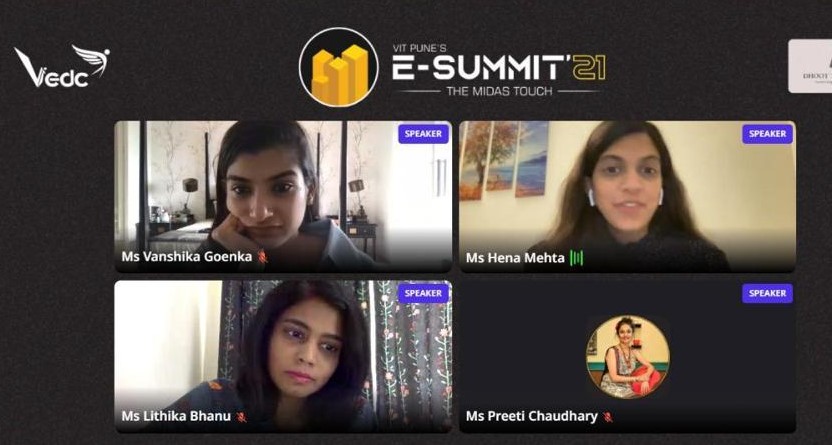 Vedc
VIT PUNE'S
E-SUMMIT'21
THE MIDAS TOUCH
DHOOT
SPEAKER
SPEAKER
Ms Vanshika Goenka
Ms Hena Mehta
SPEAKER
SPEAKER
Ms Lithika Bhanu
Ms Preeti Chaudhary